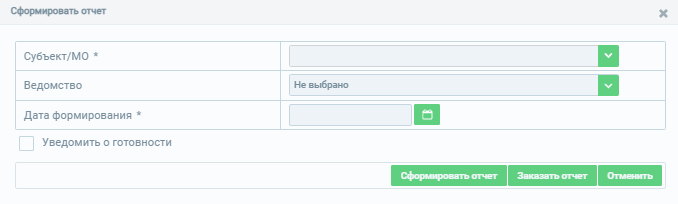 Сформировать отчет
Субъект/МО *
Ведомство Не выбрано
Дата формирования *
Уведомить о готовности
Сформировать отчет Заказать отчет Отменить